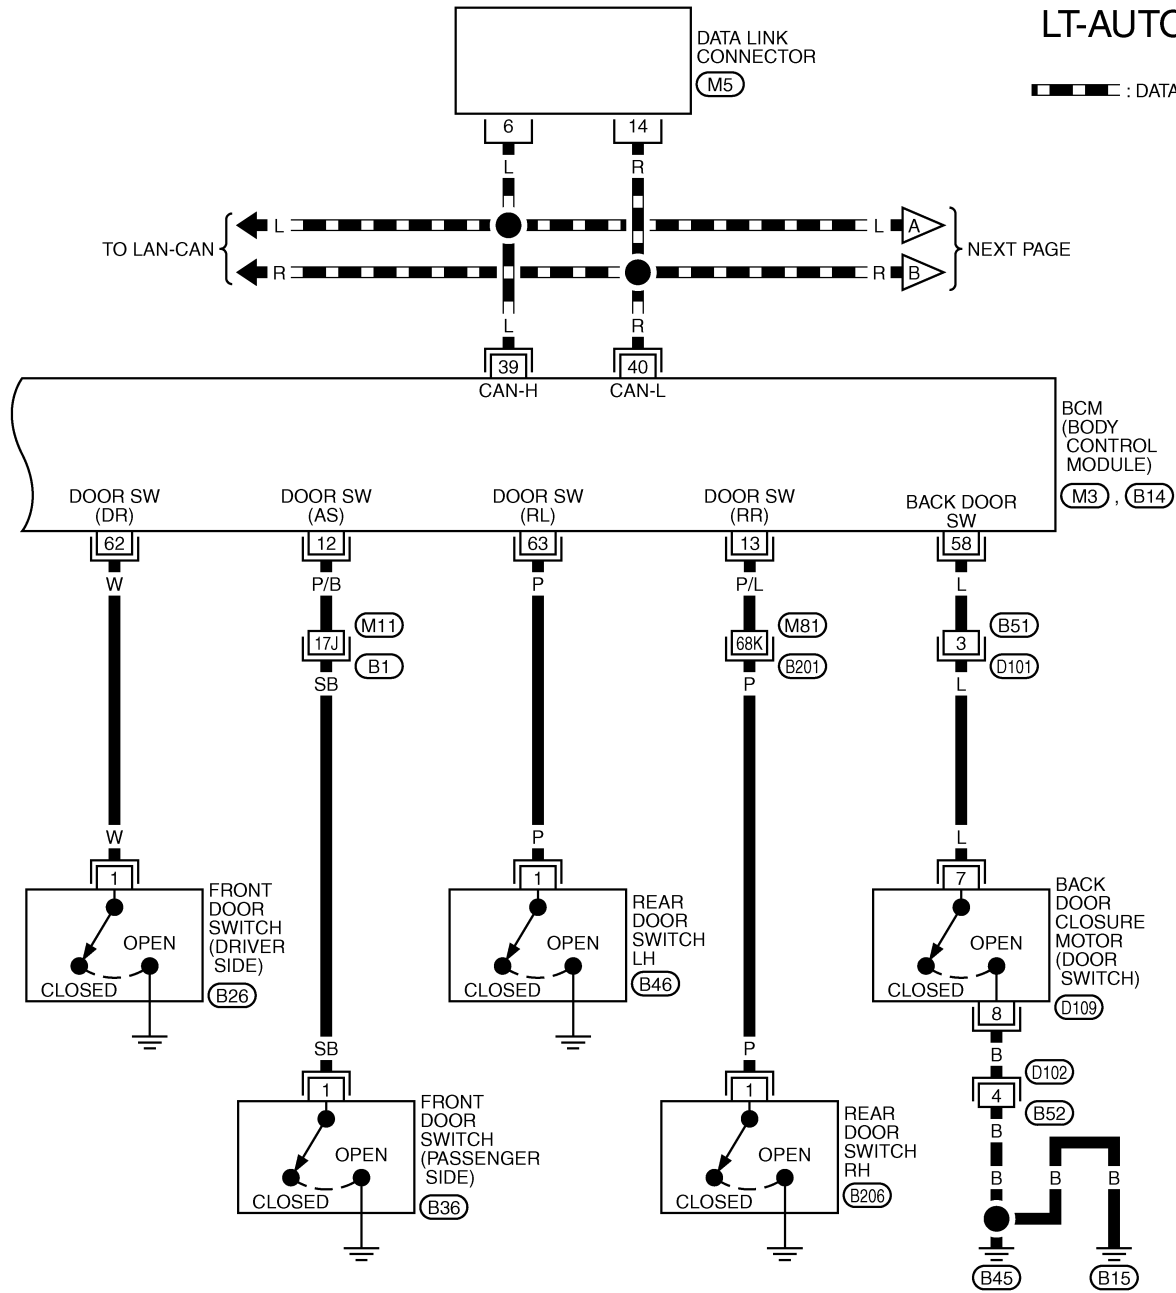 LT-AUTO
DATA LINK
CONNECTOR
M5
: DATA
6
14
L
R
L
L
A
TO LAN-CAN
NEXT PAGE
R
R
B
L
R
39
40
CAN-H
CAN-L
BCM
(BODY
CONTROL
MODULE)
M3 , B14
DOOR SW
(DR)
DOOR SW
(AS)
DOOR SW
(RL)
DOOR SW
(RR)
BACK DOOR
SW
62
12
63
13
58
W
P/B
P
P/L
L
M11
17J
B1
M81
68K
B201
B51
3
D101
SB
P
L
W
P
L
1
1
7
FRONT
DOOR
SWITCH
(DRIVER
SIDE)
B26
OPEN
CLOSED
REAR
DOOR
SWITCH
LH
B46
OPEN
CLOSED
BACK
DOOR
CLOSURE
MOTOR
(DOOR
SWITCH)
D109
OPEN
CLOSED
8
SB
P
B
D102
1
1
4
B52
FRONT
DOOR
SWITCH
(PASSENGER
SIDE)
B36
OPEN
CLOSED
REAR
DOOR
SWITCH
RH
B206
OPEN
CLOSED
B
B
B
B
B45
B15